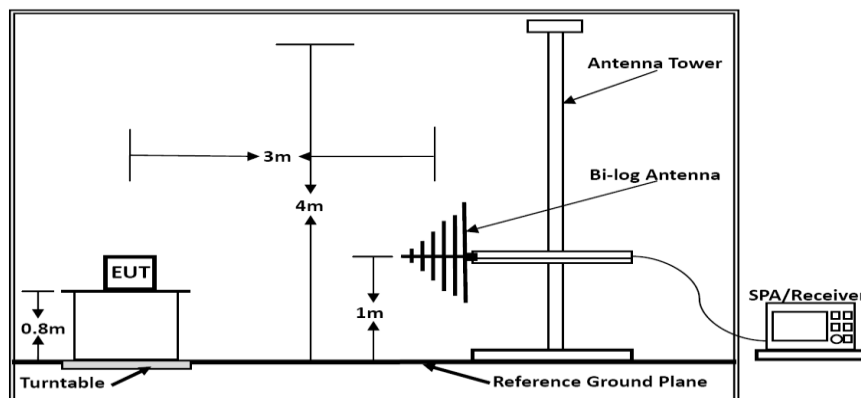 Antenna Tower
3m
Bi-log Antenna
4m
EUT
SPA/Receiver
0.8m
1m
Turntable
Reference Ground Plane